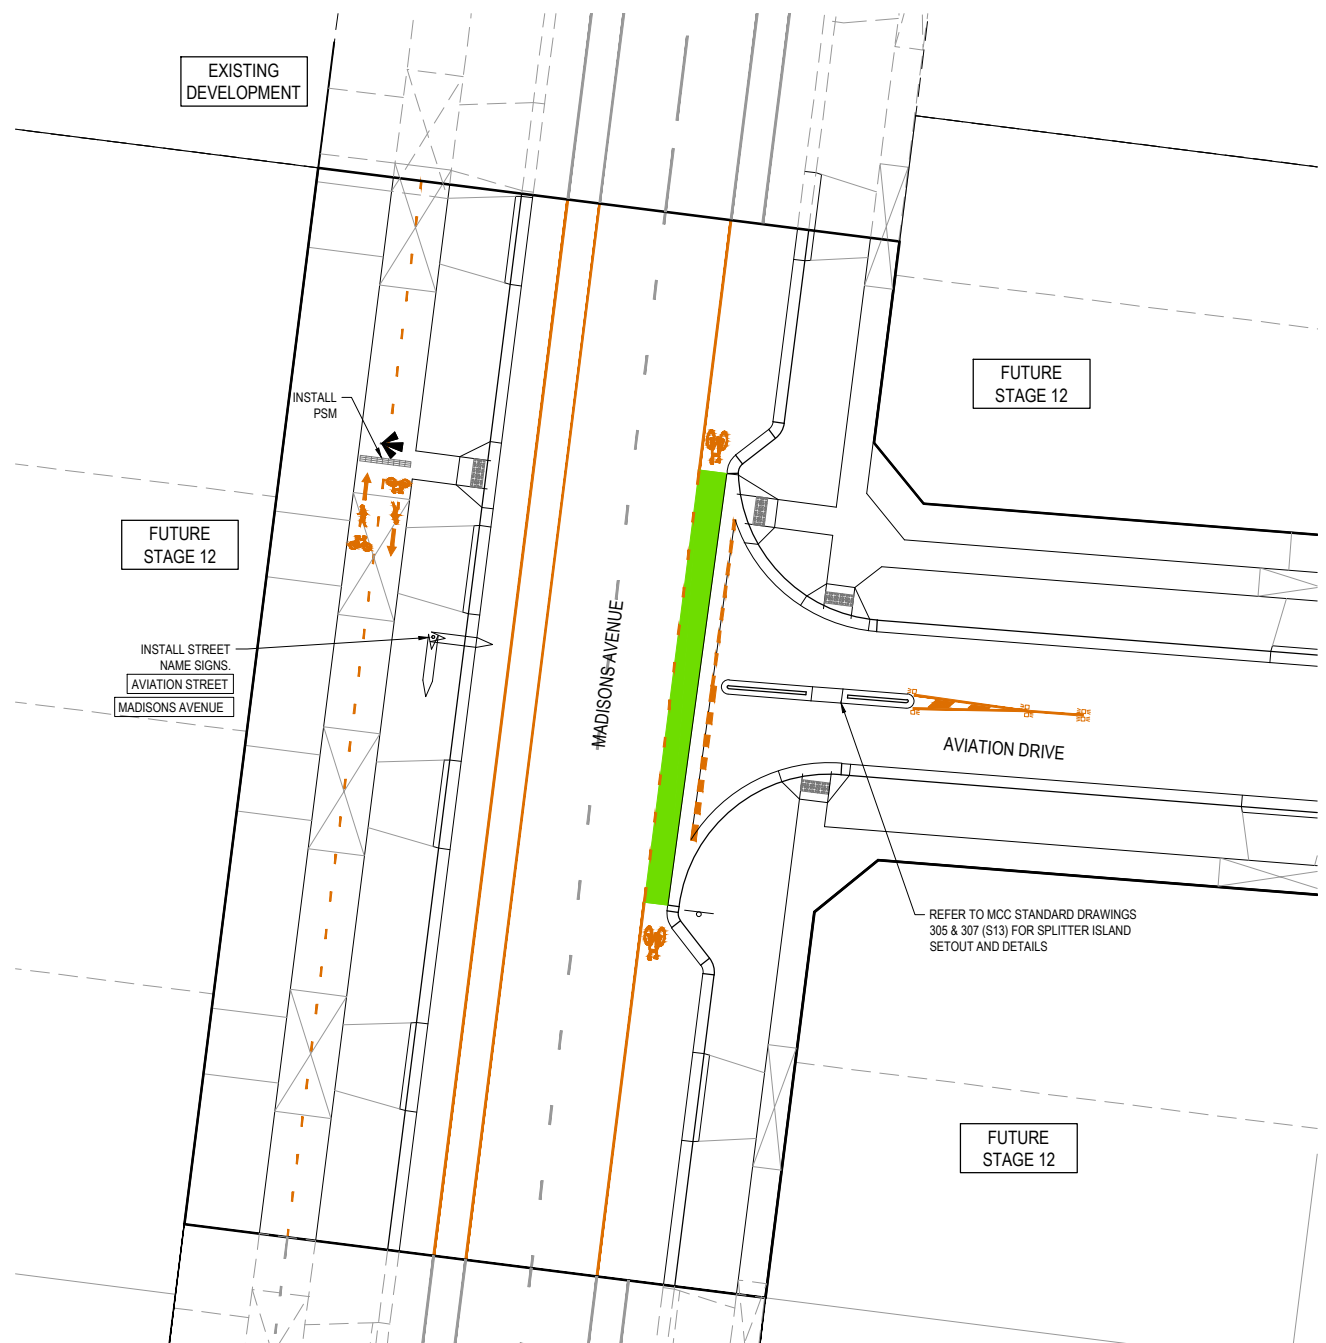 EXISTING
DEVELOPMENT
FUTURE
STAGE 12
INSTALL
PSM
FUTURE
STAGE 12
MADISONS AVENUE
INSTALL STREET
NAME SIGNS.
AVIATION STREET
MADISONS AVENUE
AVIATION DRIVE
REFER TO MCC STANDARD DRAWINGS
305 & 307 (S13) FOR SPLITTER ISLAND
SETOUT AND DETAILS
FUTURE
STAGE 12